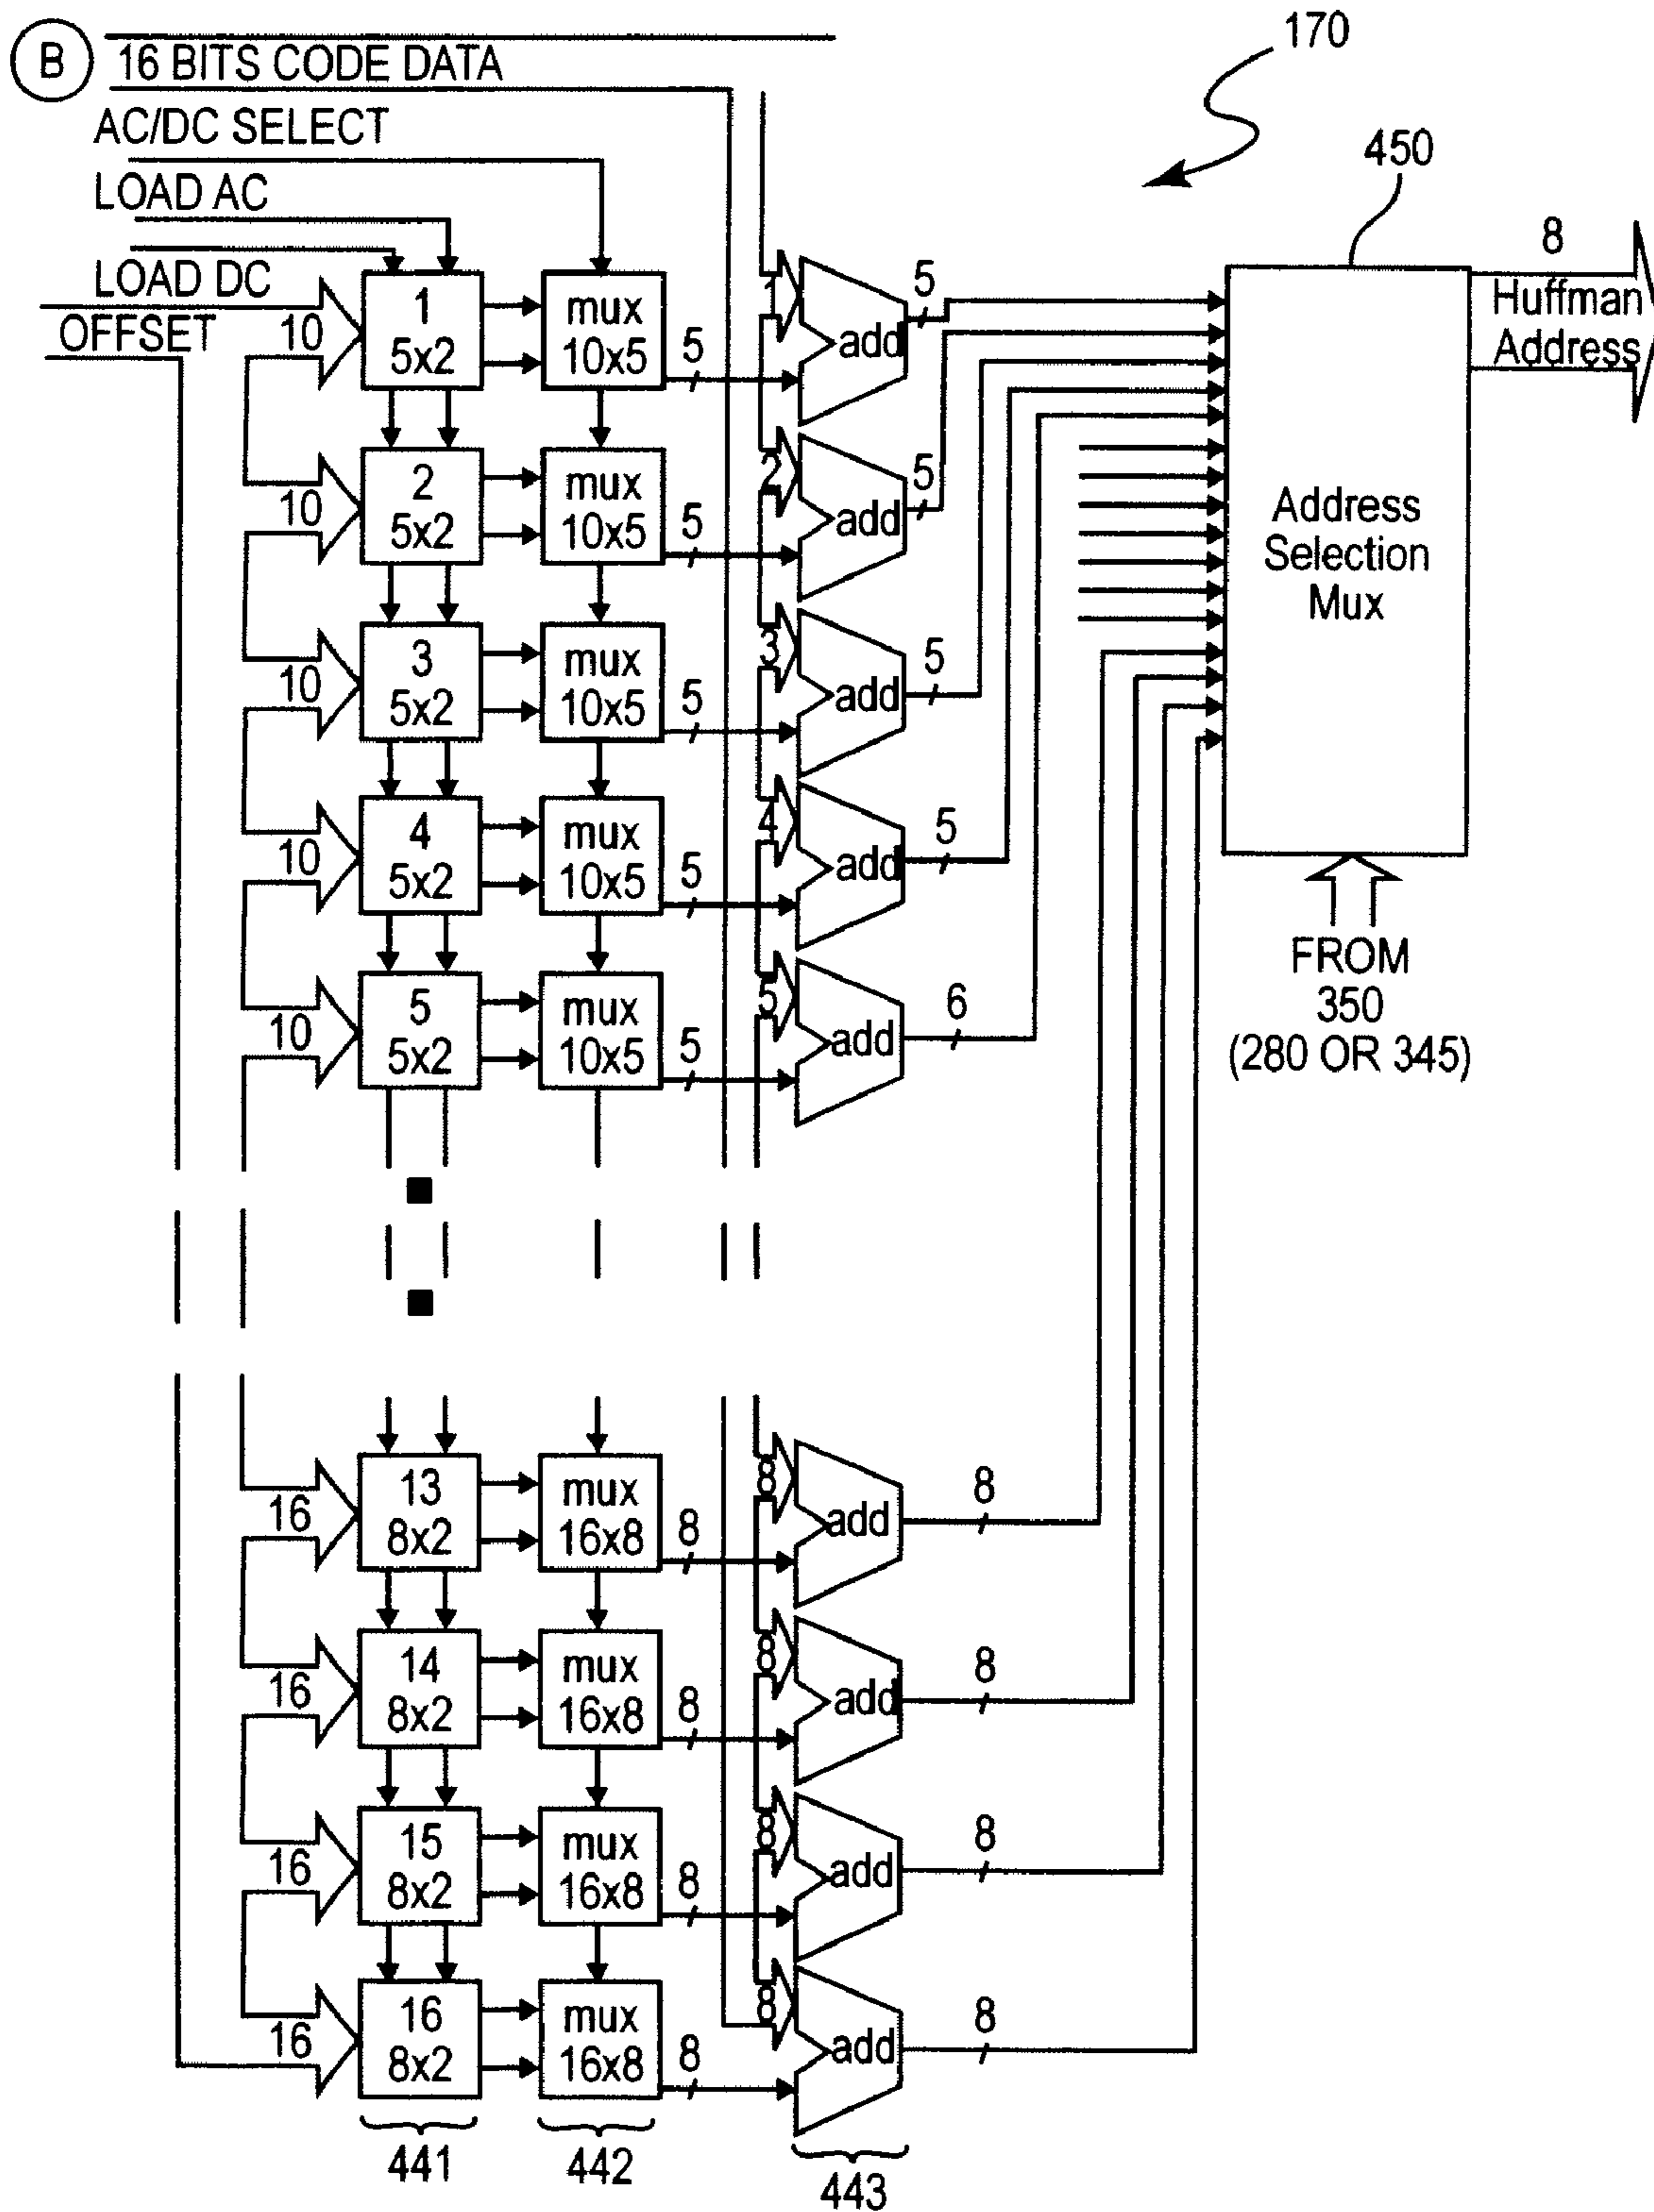 170
B
16 BITS CODE DATA
AC/DC SELECT
LOAD AC
LOAD DC
OFFSET
450
8
Huffman
Address
10
1
5x2
mux
10x5
5
1
add
5
10
2
5x2
mux
10x5
5
2
add
5
10
3
5x2
mux
10x5
5
3
add
5
10
4
5x2
mux
10x5
5
4
add
5
10
5
5x2
mux
10x5
5
5
add
6
Address
Selection
Mux
FROM
350
(280 OR 345)
16
13
8x2
mux
16x8
8
8
add
8
16
14
8x2
mux
16x8
8
8
add
8
16
15
8x2
mux
16x8
8
8
add
8
16
16
8x2
mux
16x8
8
8
add
8
441
442
443